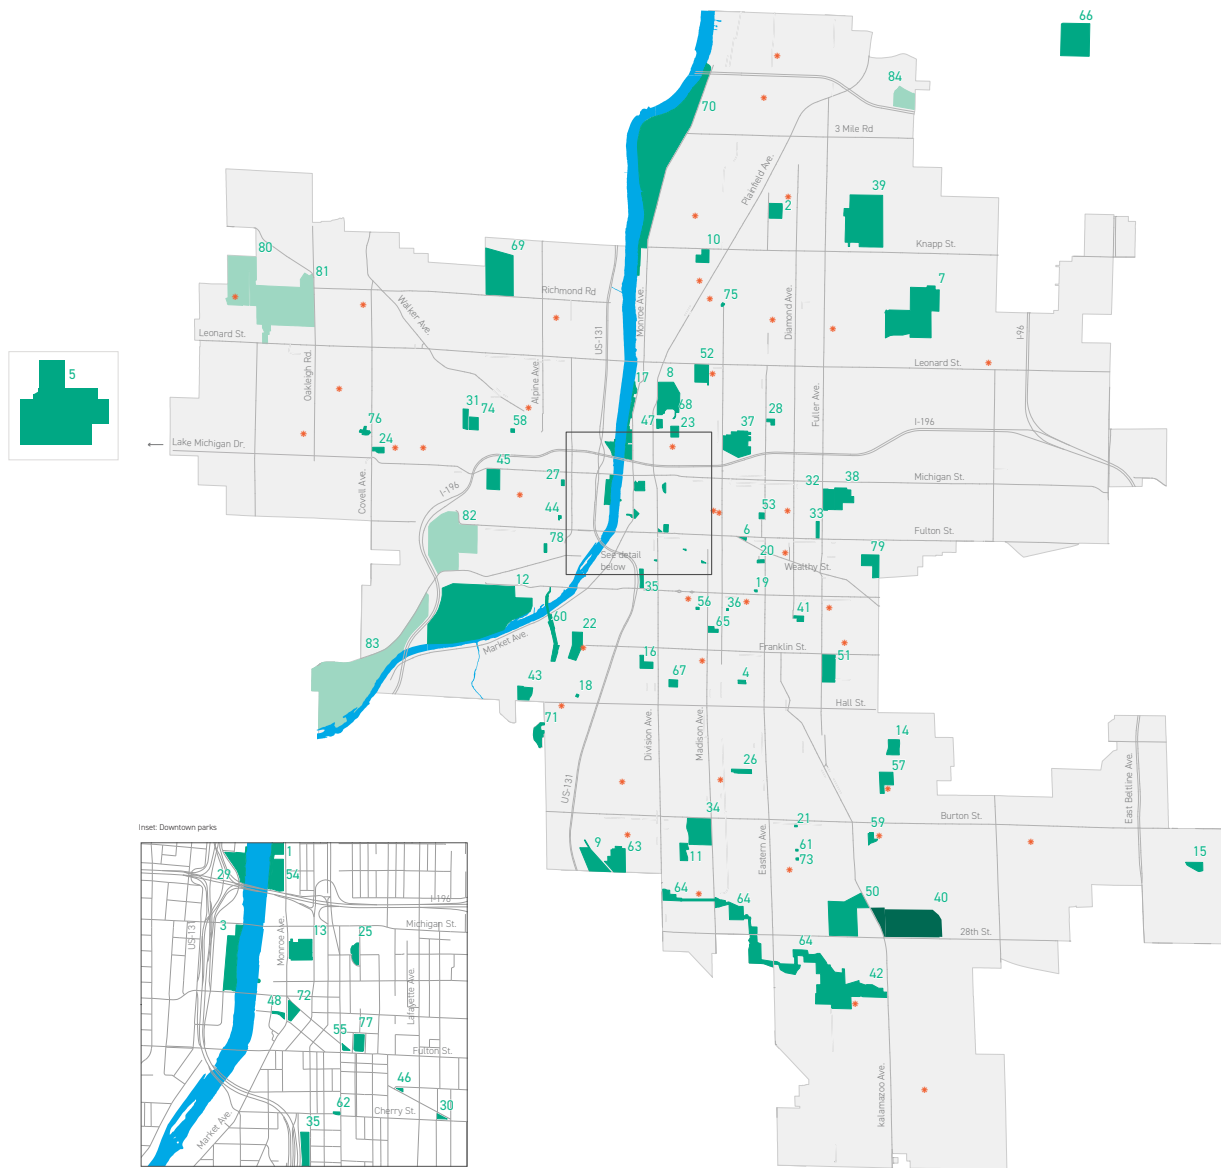 66
84
70
3 Mile Rd
Plainfield Ave.
39
2
10
Knapp St.
80
69
81
7
Richmond Rd
75
Walker Ave.
US-131
Monroe Ave.
Diamond Ave.
I-96
Leonard St.
52
Leonard St.
5
Oakleigh Rd.
Alpine Ave.
17
8
Fuller Ave.
31
74
68
28
76
58
47
23
37
I-196
Lake Michigan Dr.
24
45
27
Michigan St.
32
38
Covell Ave.
I-196
82
44
53
33
Fulton St.
78
6
See detail
below
20
79
Wealthy St.
12
35
19
60
56
36
41
22
65
83
Market Ave.
16
Franklin St.
51
43
18
67
4
Hall St.
71
Division Ave.
Madison Ave.
14
26
57
US-131
East Beltline Ave.
34
21
Burton St.
Inset: Downtown parks
9
63
11
61
73
Eastern Ave.
59
15
64
64
50
40
28th St.
64
42
kalamazoo Ave.
1
29
54
I-196
3
US-131
Monroe Ave.
13
25
Michigan St.
48
72
Lafayette Ave.
55
77
Fulton St.
46
62
Cherry St.
30
35
Market Ave.